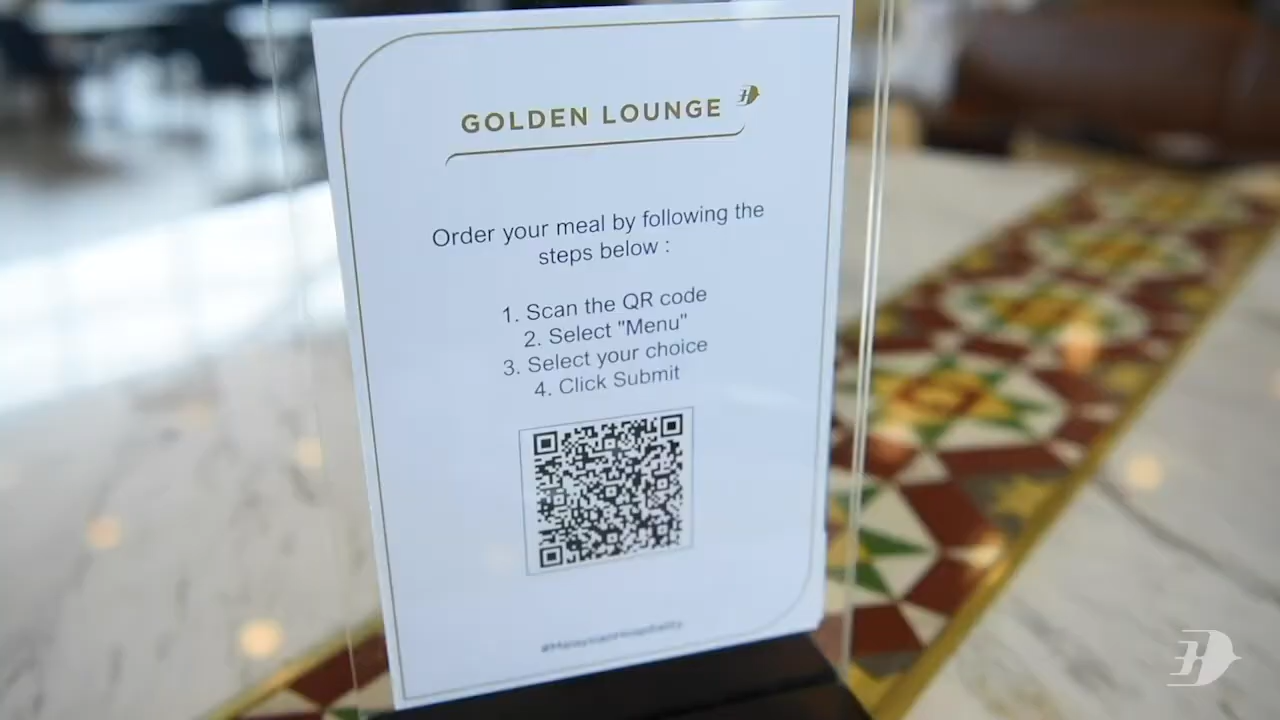 GOLDEN LOUNGE
Order your meal by following the
steps below :
1. Scan the QR code
2. Select "Menu"
3. Select your choice
4. Click Submit
#MalaysianHospitality